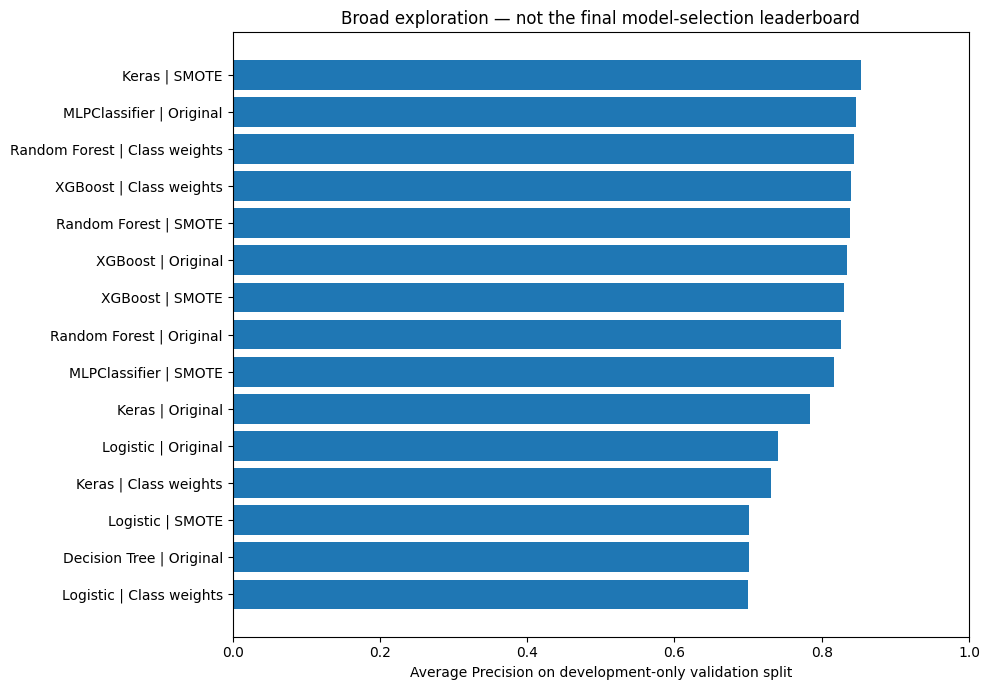 Broad exploration — not the final model-selection leaderboard
Keras | SMOTE
MLPClassifier | Original
Random Forest | Class weights
XGBoost | Class weights
Random Forest | SMOTE
XGBoost | Original
XGBoost | SMOTE
Random Forest | Original
MLPClassifier | SMOTE
Keras | Original
Logistic | Original
Keras | Class weights
Logistic | SMOTE
Decision Tree | Original
Logistic | Class weights
0.0 0.2 0.4 0.6 0.8 1.0
Average Precision on development-only validation split